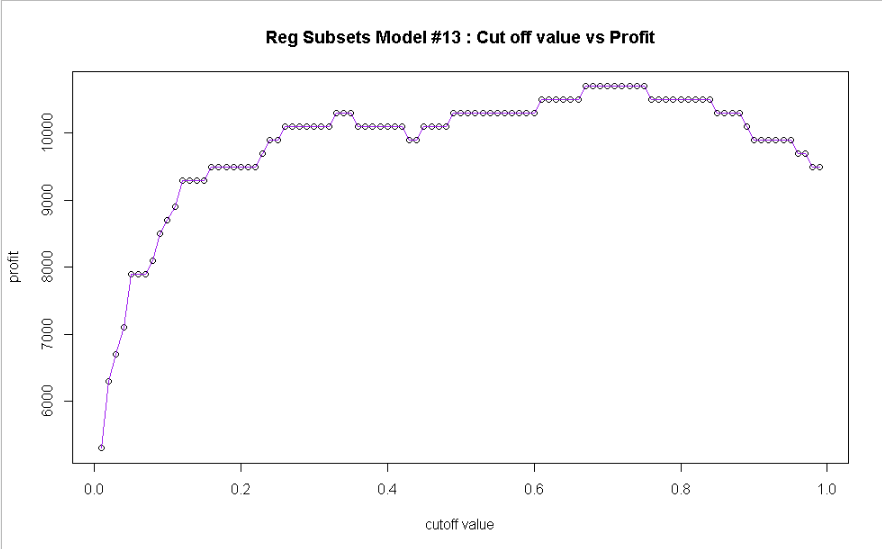 Reg Subsets Model #13 : Cut off value vs Profit
10000
9000
8000
7000
6000
profit
0.0 0.2 0.4 0.6 0.8 1.0
cutoff value